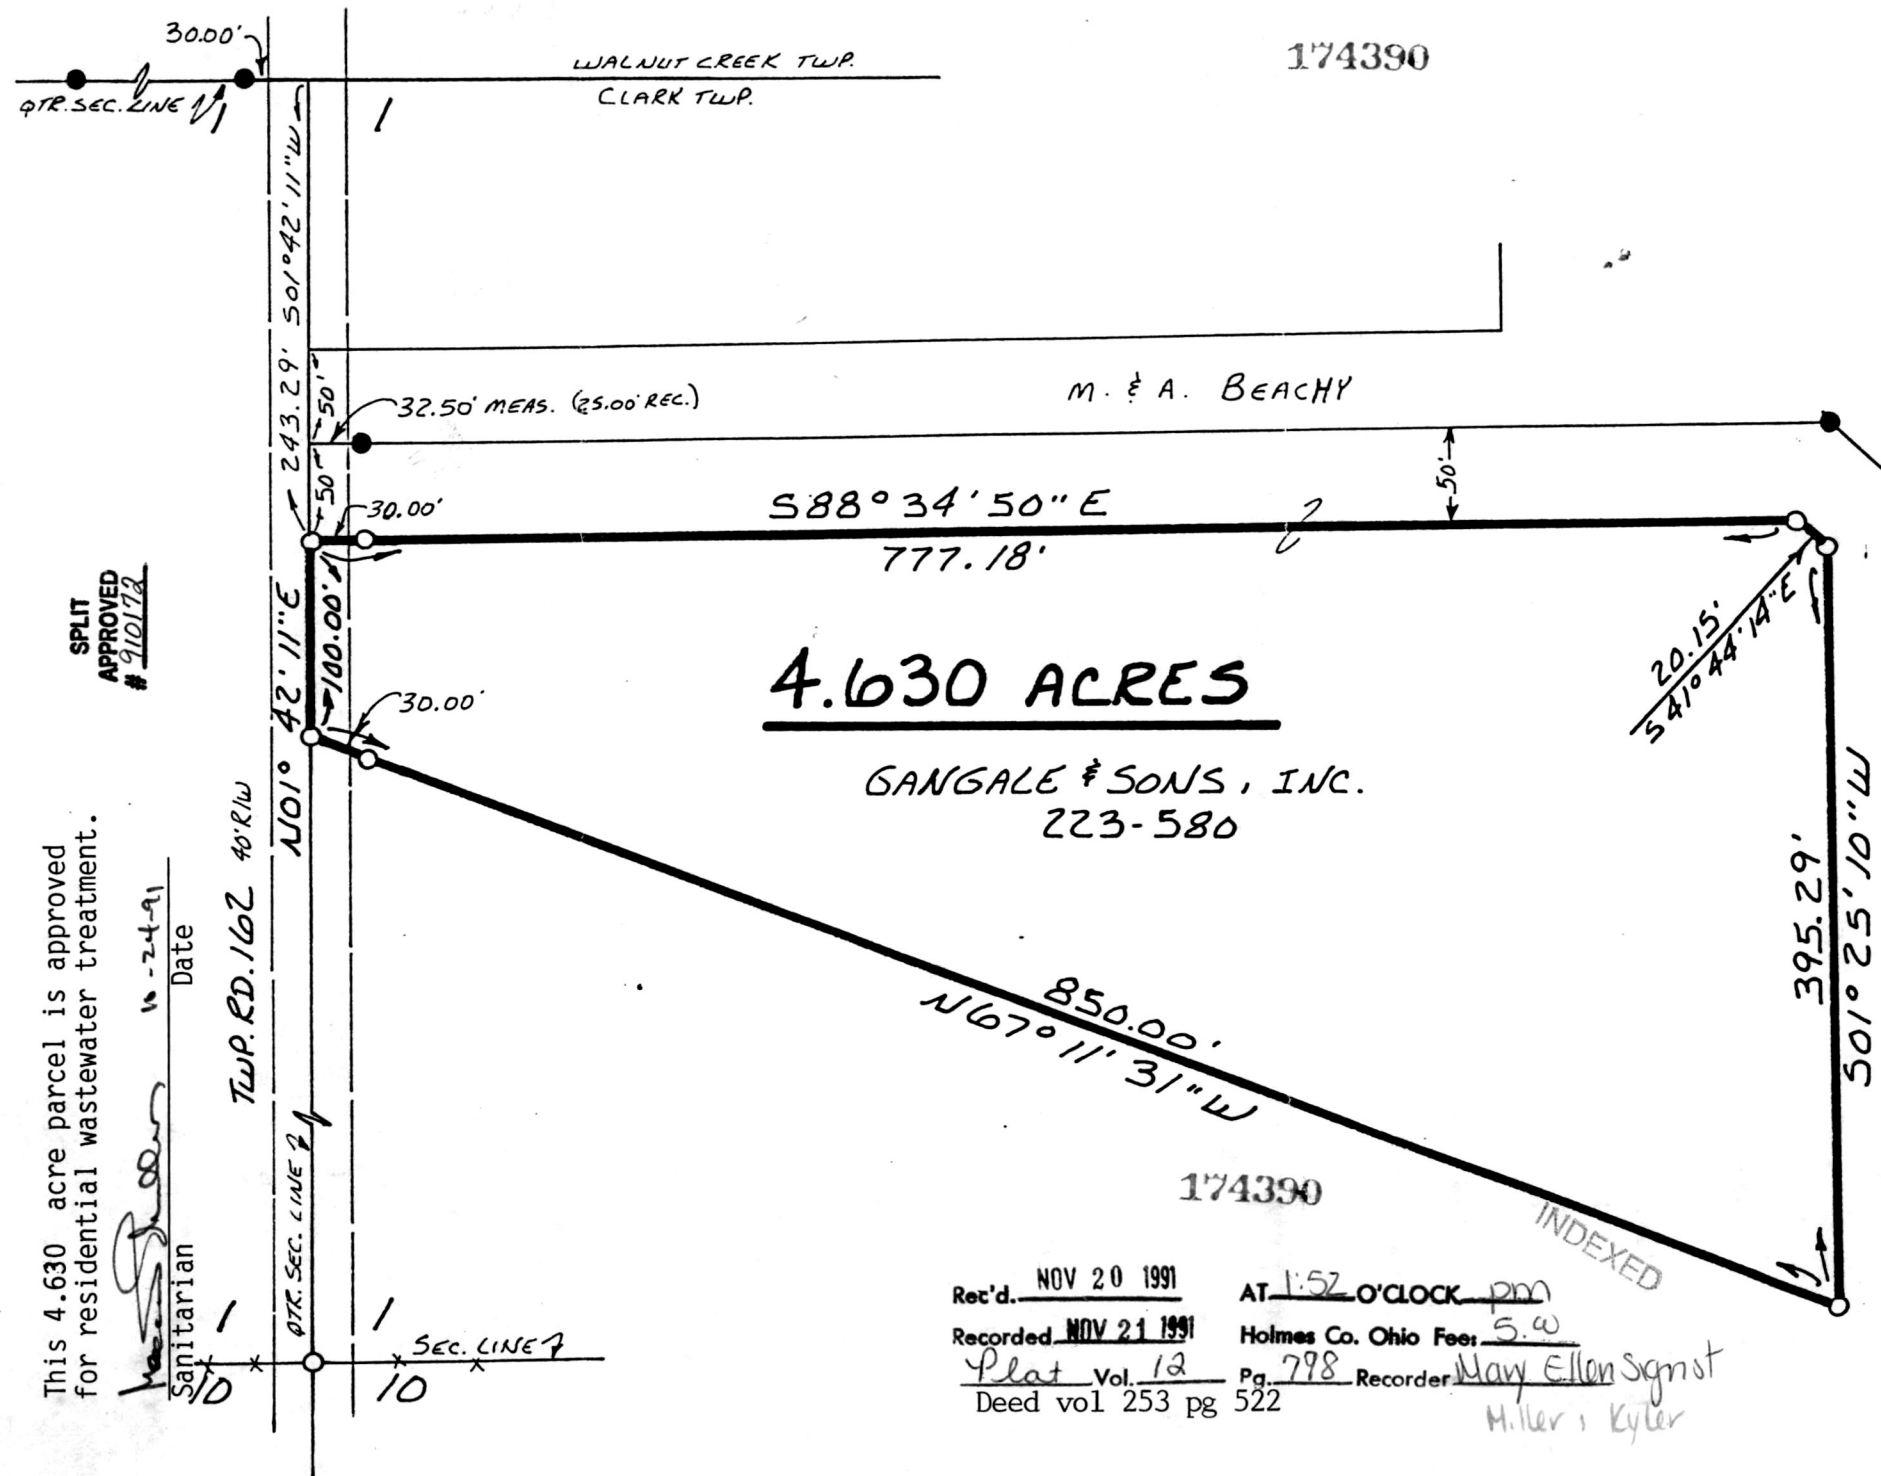 30.00'
WALNUT CREEK TWP.
174390
QTR. SEC. LINE
CLARK TWP.
1
1
243.29' S01°42'11"W
50'
32.50' MEAS. (25.00' REC.)
M. & A. BEACHY
50'
50'
30.00'
S88°34'50"E
777.18'
SPLIT
APPROVED
# 910172
N01° 42' 11"E
100.00'
30.00'
4.630 ACRES
20.15'
S 41° 44' 14" E
GANGALE & SONS, INC.
223-580
395.29'
S01° 25' 10" W
This 4.630 acre parcel is approved
for residential wastewater treatment.
10-24-91
Sanitarian Date
TWP. RD. 162 40' R/W
850.00'
N67° 11' 31" W
QTR. SEC. LINE
174390
INDEXED
1
1
SEC. LINE
10
10
Rec'd. NOV 20 1991 AT 1:52 O'CLOCK pm
Recorded NOV 21 1991 Holmes Co. Ohio Fee: 5.00
Plat Vol. 12 Pg. 798 Recorder Mary Ellen Signst
Deed vol 253 pg 522
Miller, Kyler